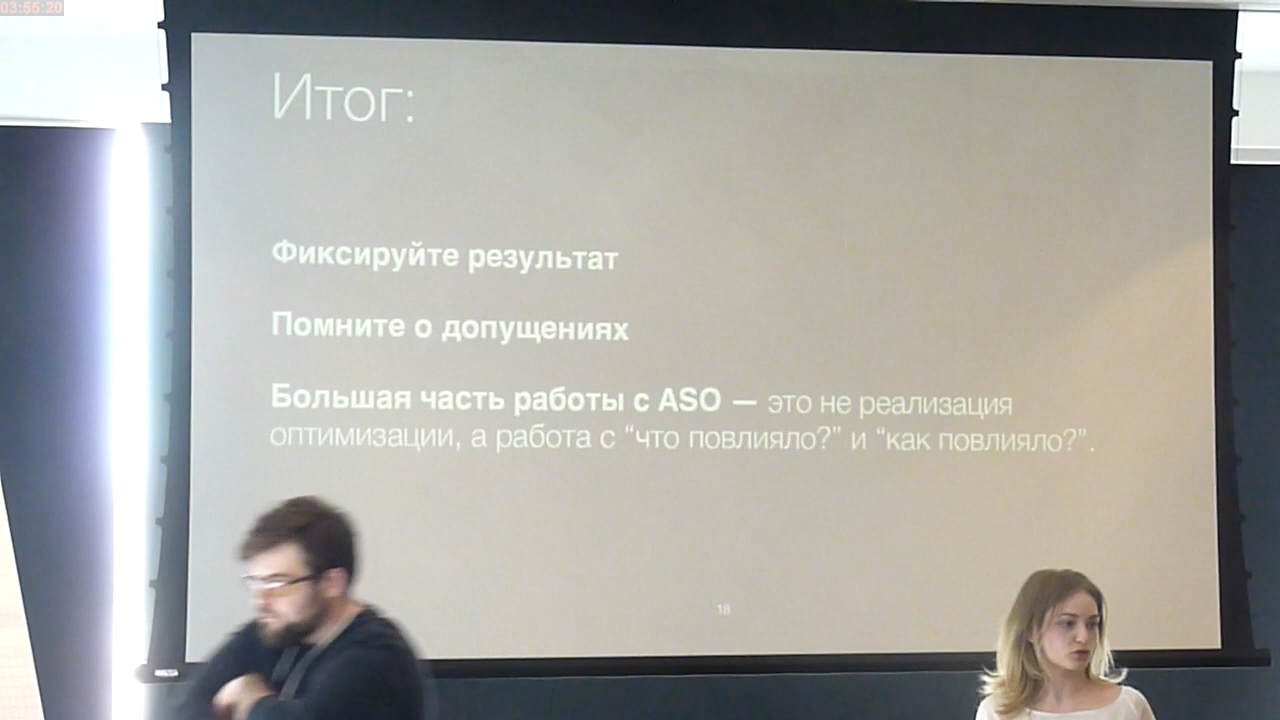 03:55:20
Итог:
Фиксируйте результат
Помните о допущениях
Большая часть работы с ASO — это не реализация
оптимизации, а работа с “что повлияло?” и “как повлияло?”.
18